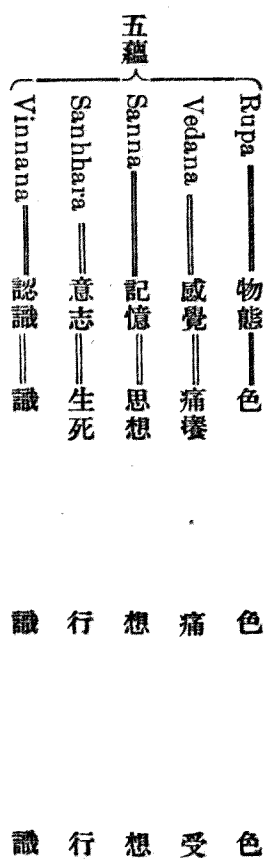 五蘊
Rupa 物態 色 色 色
Vedana 感覺 痛癢 痛 受
Sanna 記憶 思想 想 想
Sanhhara 意志 生死 行 行
Vinnana 認識 識 識 識